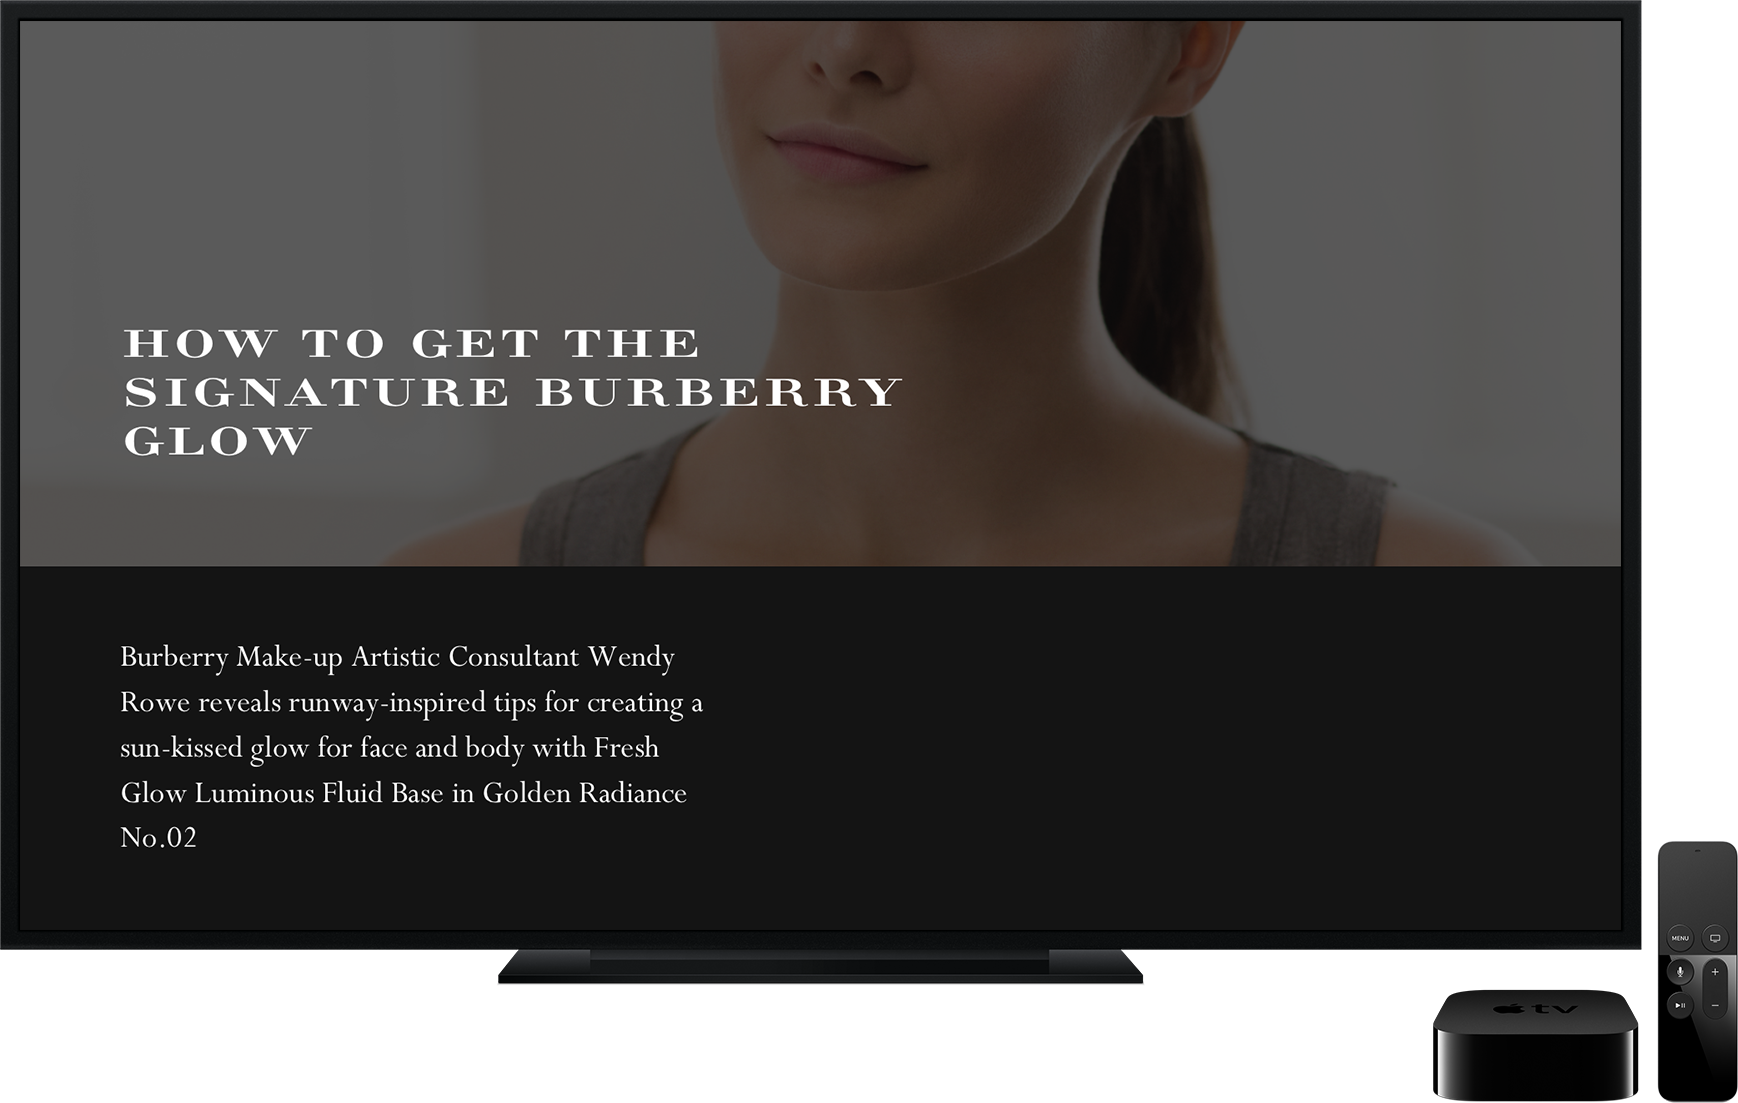 HOW TO GET THE
SIGNATURE BURBERRY
GLOW
Burberry Make-up Artistic Consultant Wendy
Rowe reveals runway-inspired tips for creating a
sun-kissed glow for face and body with Fresh
Glow Luminous Fluid Base in Golden Radiance
No.02
MENU
tv